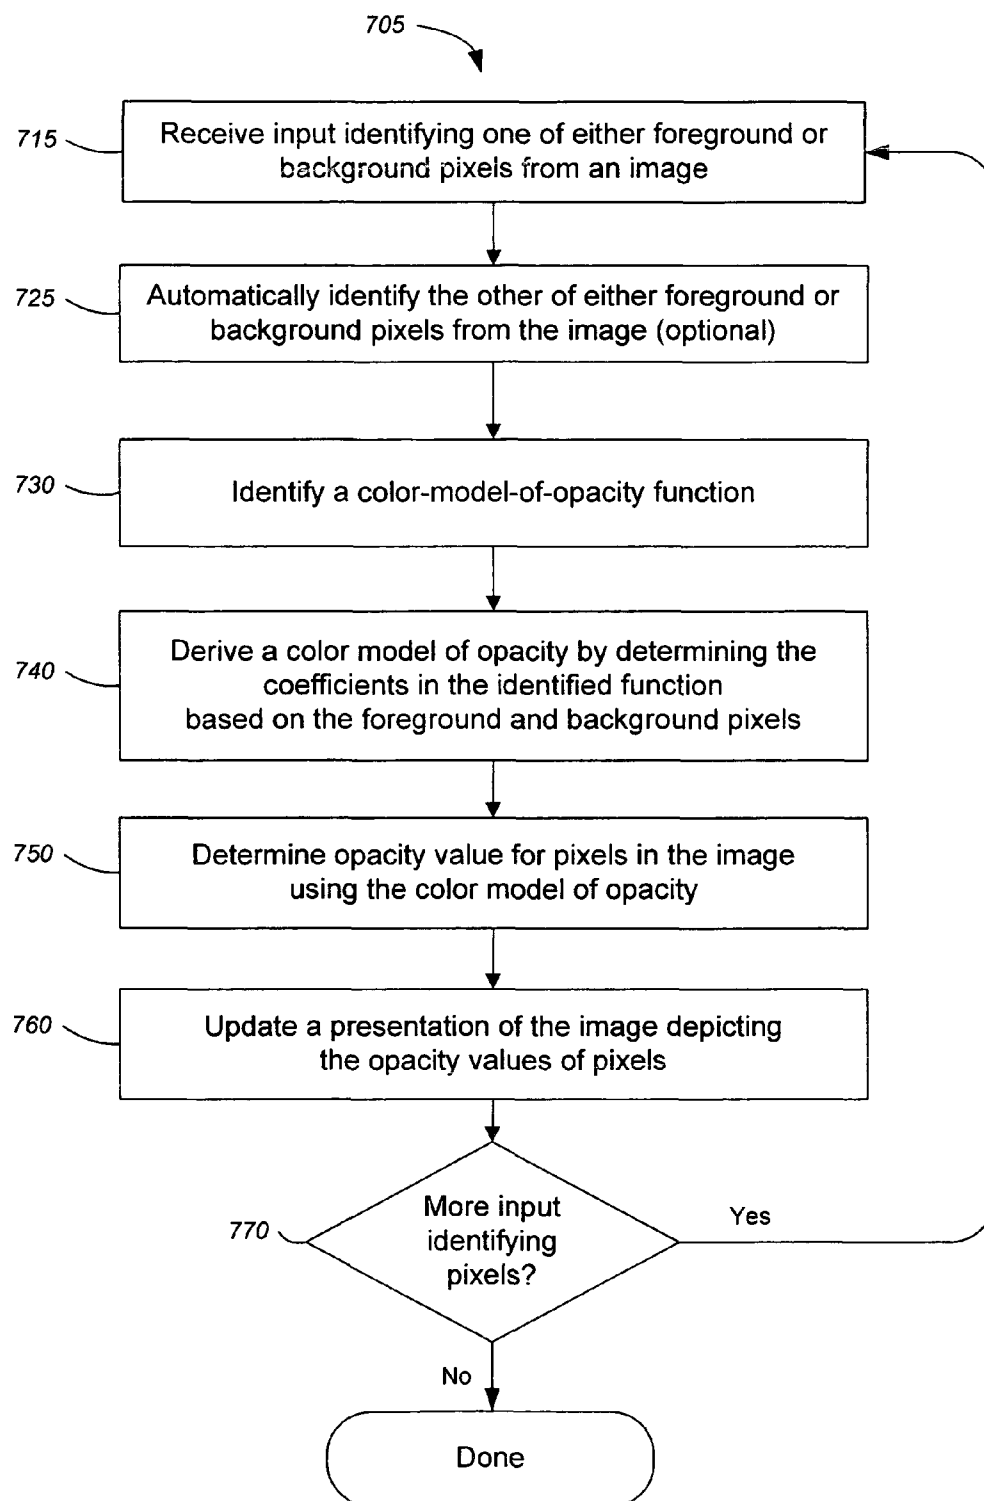 705
715
Receive input identifying one of either foreground or
background pixels from an image
725
Automatically identify the other of either foreground or
background pixels from the image (optional)
730
Identify a color-model-of-opacity function
740
Derive a color model of opacity by determining the
coefficients in the identified function
based on the foreground and background pixels
750
Determine opacity value for pixels in the image
using the color model of opacity
760
Update a presentation of the image depicting
the opacity values of pixels
770
More input
identifying
pixels?
Yes
No
Done